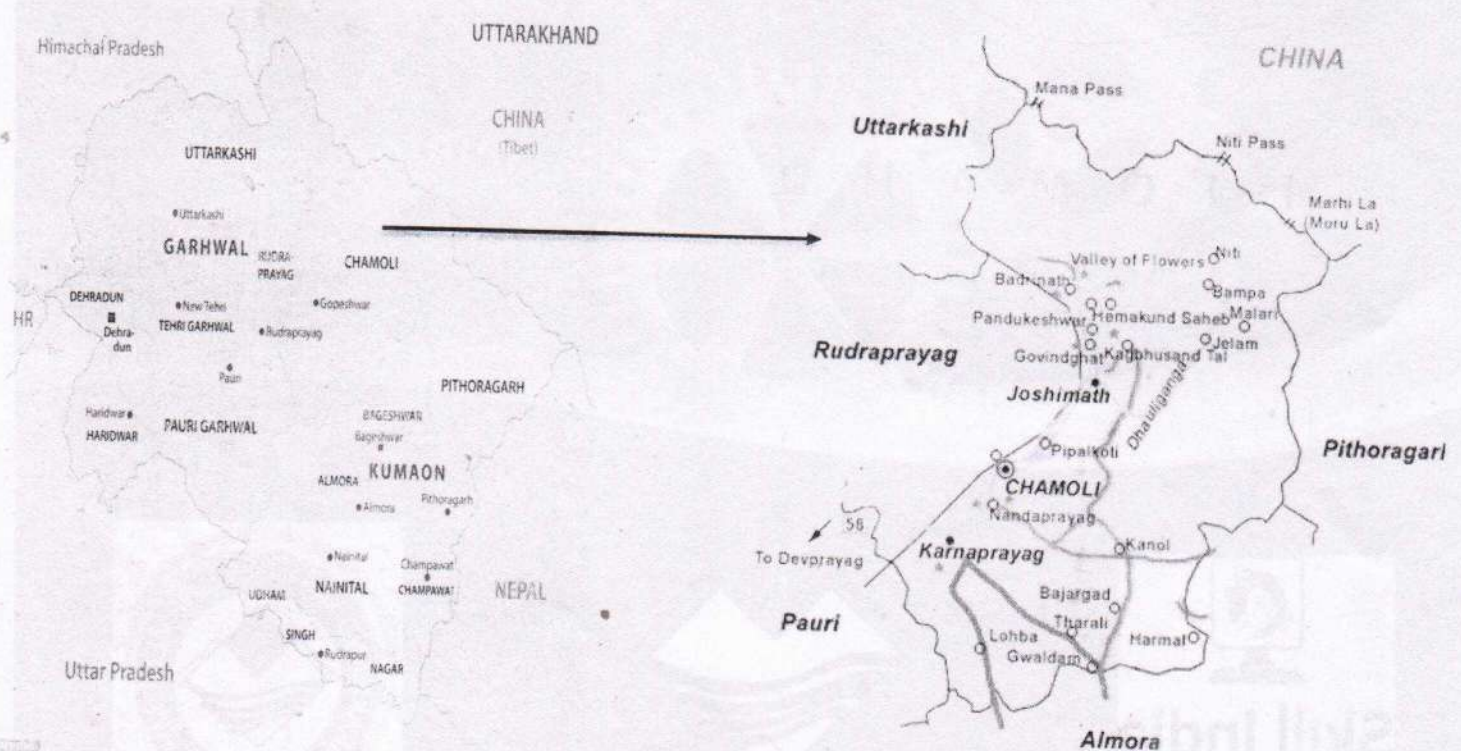 UTTARAKHAND
Himachal Pradesh
CHINA
(Tibet)
UTTARKASHI
Uttarkashi
GARHWAL
RUDRA-
PRAYAG
CHAMOLI
DEHRADUN
New Tehri
Gopeshwar
HR
Dehra-
dun
TEHRI GARHWAL
Rudraprayag
Pauri
PITHORAGARH
Haridwar
HARIDWAR
PAURI GARHWAL
BAGESHWAR
Bageshwar
KUMAON
ALMORA
Almora
Pithoragarh
Nainital
NAINITAL
Champawat
CHAMPAWAT
NEPAL
UDHAM
SINGH
Rudrapur
NAGAR
Uttar Pradesh
CHINA
Mana Pass
Uttarkashi
Niti Pass
Marhi La
(Moru La)
Niti
Valley of Flowers
Badrinath
Bampa
Pandukeshwar
Hemakund Saheb
Malari
Rudraprayag
Govindghat
Kagbhusand Tal
Jelam
Joshimath
Dhauliganga
Pipalkoti
Pithoragari
CHAMOLI
Nandaprayag
58
To Devprayag
Karnaprayag
Kanol
Bajargad
Pauri
Tharali
Lohba
Harmal
Gwaldam
Almora
Skill India